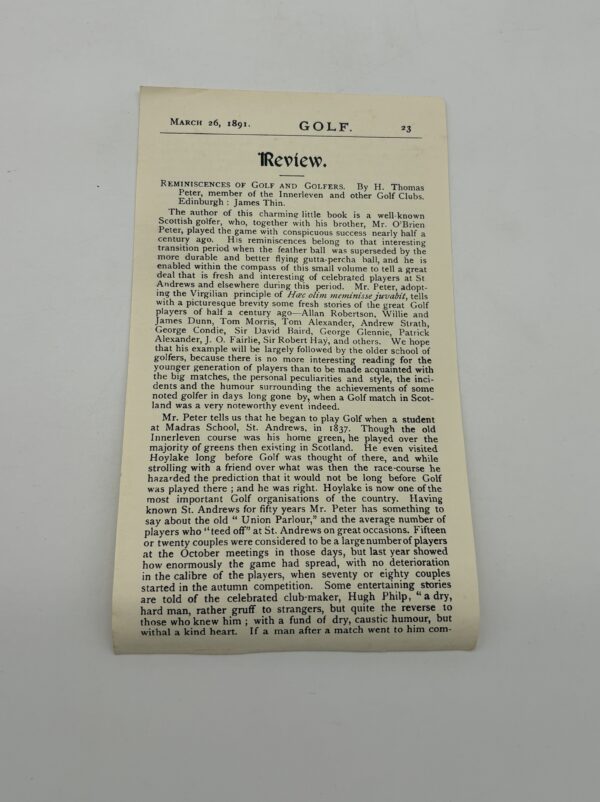 MARCH 26, 1891. GOLF. 23
Review.
REMINISCENCES OF GOLF AND GOLFERS. By H. Thomas
Peter, member of the Innerleven and other Golf Clubs.
Edinburgh : James Thin.
The author of this charming little book is a well-known
Scottish golfer, who, together with his brother, Mr. O'Brien
Peter, played the game with conspicuous success nearly half a
century ago. His reminiscences belong to that interesting
transition period when the feather ball was superseded by the
more durable and better flying gutta-percha ball, and he is
enabled within the compass of this small volume to tell a great
deal that is fresh and interesting of celebrated players at St
Andrews and elsewhere during this period. Mr. Peter, adopt-
ing the Virgilian principle of Hæc olim meminisse juvabit, tells
with a picturesque brevity some fresh stories of the great Golf
players of half a century ago—Allan Robertson, Willie and
James Dunn, Tom Morris, Tom Alexander, Andrew Strath,
George Condie, Sir David Baird, George Glennie, Patrick
Alexander, J. O. Fairlie, Sir Robert Hay, and others. We hope
that his example will be largely followed by the older school of
golfers, because there is no more interesting reading for the
younger generation of players than to be made acquainted with
the big matches, the personal peculiarities and style, the inci-
dents and the humour surrounding the achievements of some
noted golfer in days long gone by, when a Golf match in Scot-
land was a very noteworthy event indeed.
Mr. Peter tells us that he began to play Golf when a student
at Madras School, St. Andrews, in 1837. Though the old
Innerleven course was his home green, he played over the
majority of greens then existing in Scotland. He even visited
Hoylake long before Golf was thought of there, and while
strolling with a friend over what was then the race-course he
hazarded the prediction that it would not be long before Golf
was played there ; and he was right. Hoylake is now one of the
most important Golf organisations of the country. Having
known St. Andrews for fifty years Mr. Peter has something to
say about the old " Union Parlour," and the average number of
players who "teed off" at St. Andrews on great occasions. Fifteen
or twenty couples were considered to be a large number of players
at the October meetings in those days, but last year showed
how enormously the game had spread, with no deterioration
in the calibre of the players, when seventy or eighty couples
started in the autumn competition. Some entertaining stories
are told of the celebrated club-maker, Hugh Philp, " a dry,
hard man, rather gruff to strangers, but quite the reverse to
those who knew him ; with a fund of dry, caustic humour, but
withal a kind heart. If a man after a match went to him com-